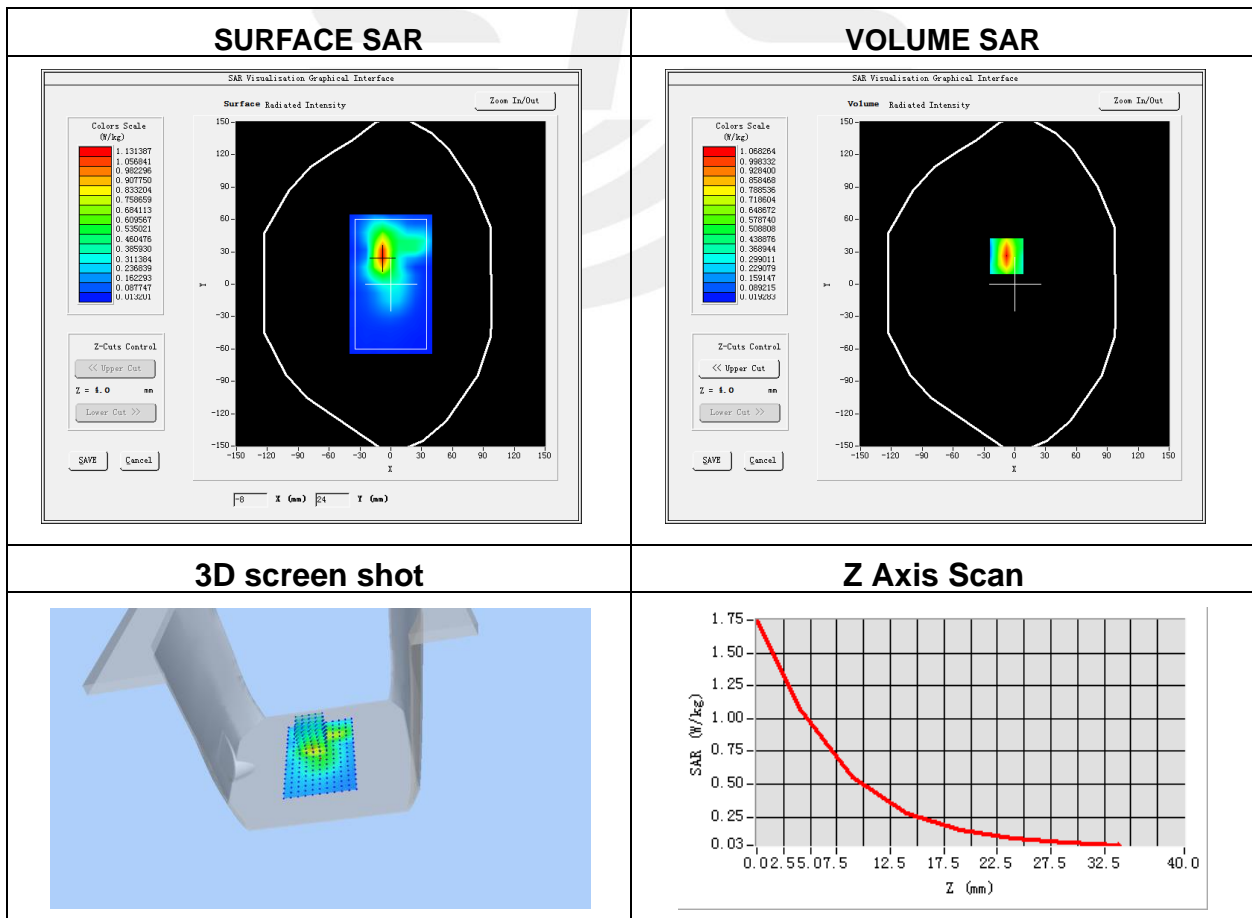 SURFACE SAR
VOLUME SAR
SAR Visualisation Graphical Interface
Surface Radiated Intensity
Zoom In/Out
Colors Scale
(W/kg)
1.131387
1.056841
0.982296
0.907750
0.833204
0.758659
0.684113
0.609567
0.535021
0.460476
0.385930
0.311384
0.236839
0.162293
0.087747
0.013201
Z-Cuts Control
<< Upper Cut
Z = 4.0 mm
Lower Cut >>
SAVE Cancel
150
120
90
60
30
0
-30
-60
-90
-120
-150
Y
-150 -120 -90 -60 -30 0 30 60 90 120 150
X
-8 X (mm) 24 Y (mm)
SAR Visualisation Graphical Interface
Volume Radiated Intensity
Zoom In/Out
Colors Scale
(W/kg)
1.068264
0.998332
0.928400
0.858468
0.788536
0.718604
0.648672
0.578740
0.508808
0.438876
0.368944
0.299011
0.229079
0.159147
0.089215
0.019283
Z-Cuts Control
<< Upper Cut
Z = 4.0 mm
Lower Cut >>
SAVE Cancel
150
120
90
60
30
0
-30
-60
-90
-120
-150
Y
-150 -120 -90 -60 -30 0 30 60 90 120 150
X
3D screen shot
Z Axis Scan
1.75
1.50
1.25
1.00
0.75
0.50
0.25
0.03
SAR (W/kg)
0.0 2.5 5.0 7.5 12.5 17.5 22.5 27.5 32.5 40.0
Z (mm)